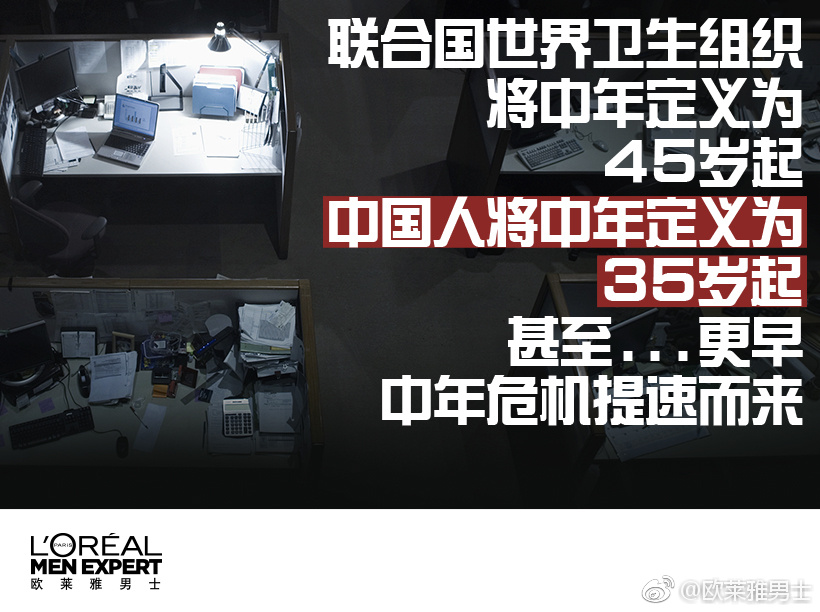 联合国世界卫生组织
将中年定义为
45岁起
中国人将中年定义为
35岁起
甚至...更早
中年危机提速而来
L'ORÉAL
PARIS
MEN EXPERT
欧莱雅男士
@欧莱雅男士